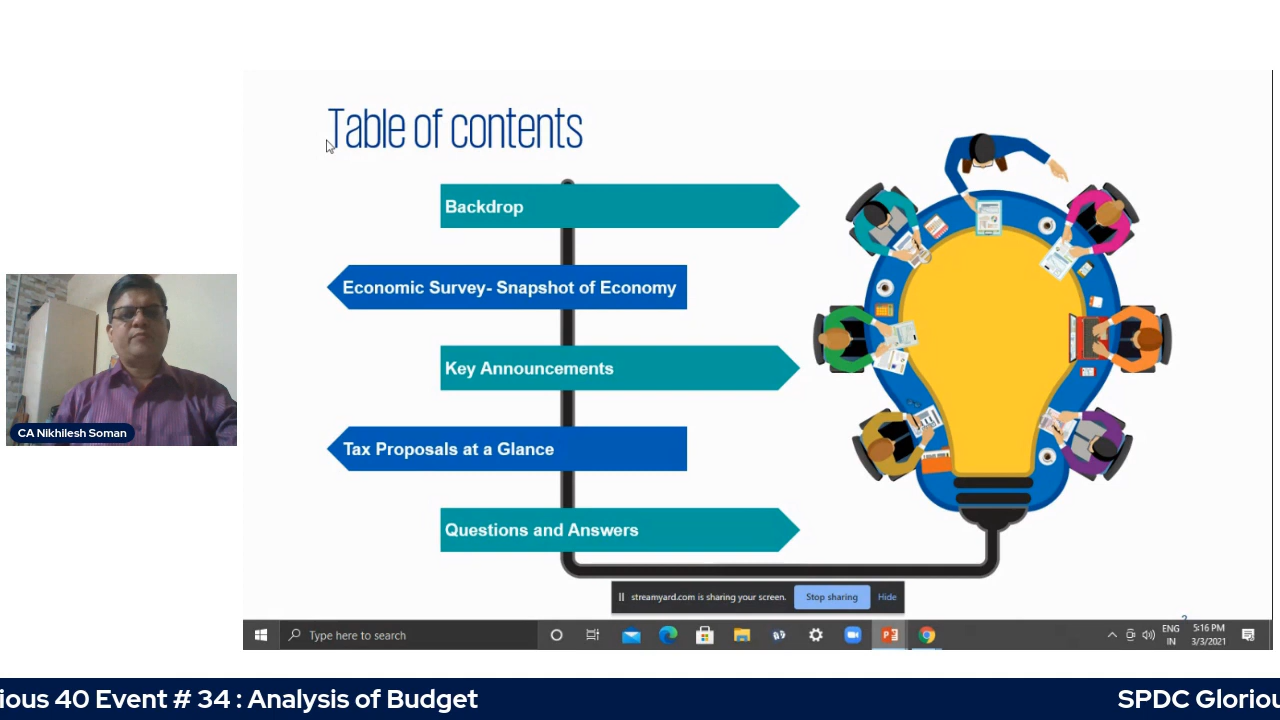 Table of contents
Backdrop
Economic Survey- Snapshot of Economy
Key Announcements
Tax Proposals at a Glance
Questions and Answers
CA Nikhilesh Soman
streamyard.com is sharing your screen.
Stop sharing
Hide
Type here to search
ENG
IN
5:16 PM
3/3/2021
ious 40 Event # 34 : Analysis of Budget
SPDC Gloriou